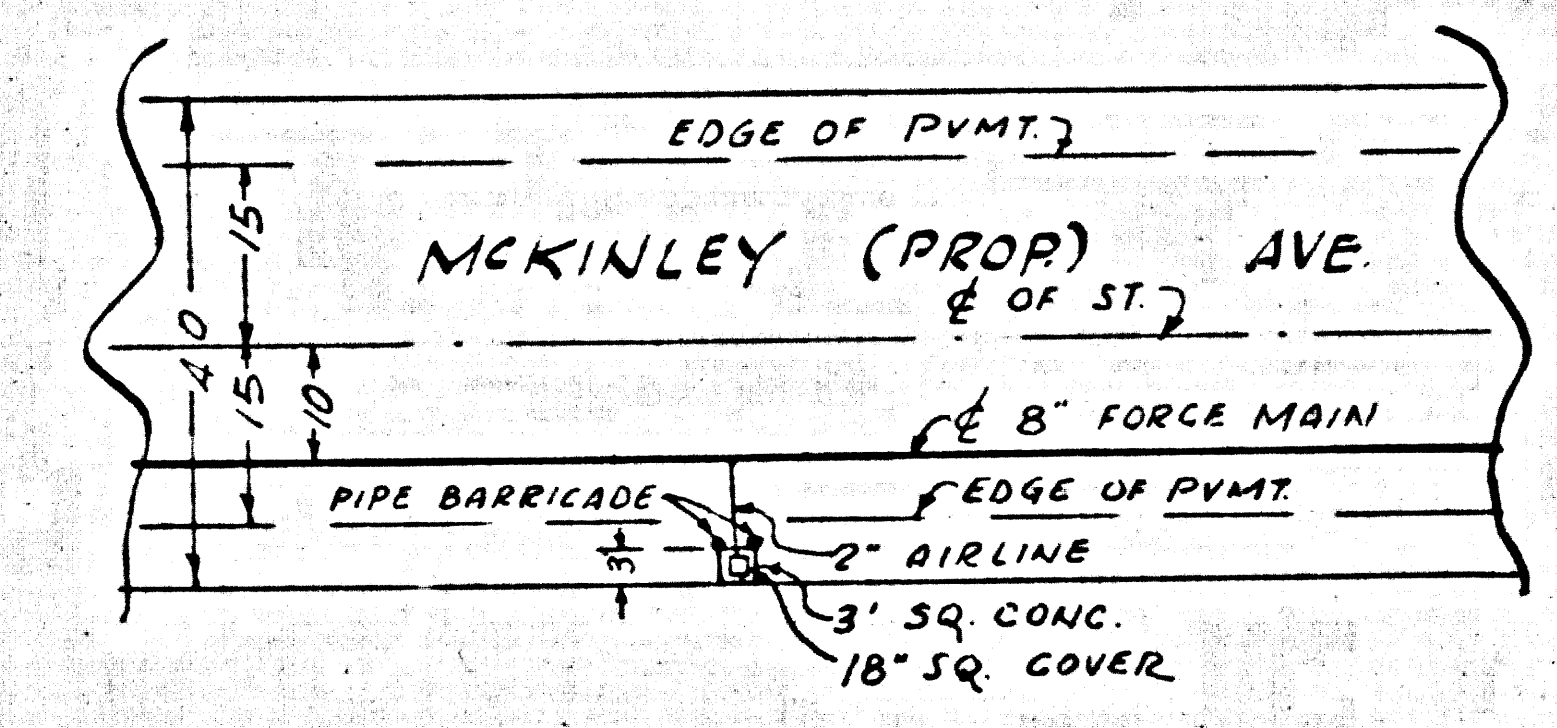 EDGE OF PVMT.
15
MCKINLEY (PROP.) AVE.
℄ OF ST.
40
15
10
℄ 8" FORCE MAIN
PIPE BARRICADE
EDGE OF PVMT.
3
2" AIRLINE
3' SQ. CONC.
18" SQ. COVER